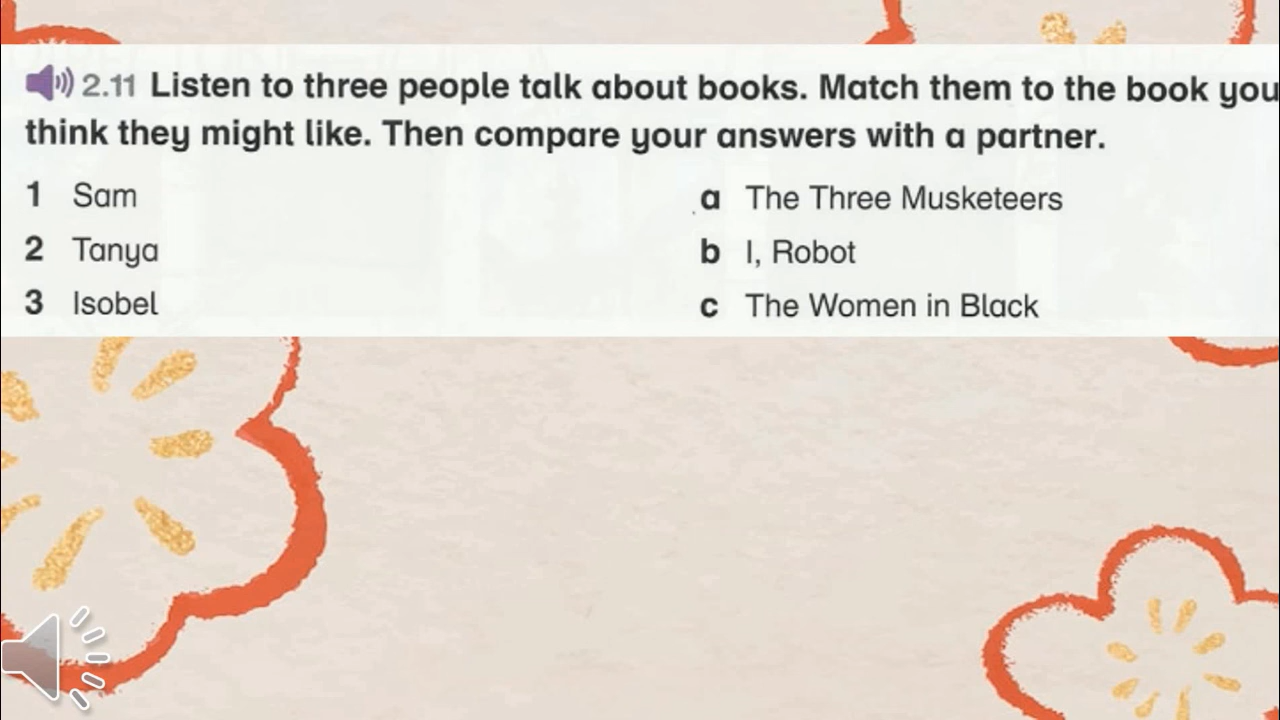 2.11 Listen to three people talk about books. Match them to the book you
think they might like. Then compare your answers with a partner.
1 Sam
2 Tanya
3 Isobel
a The Three Musketeers
b I, Robot
c The Women in Black